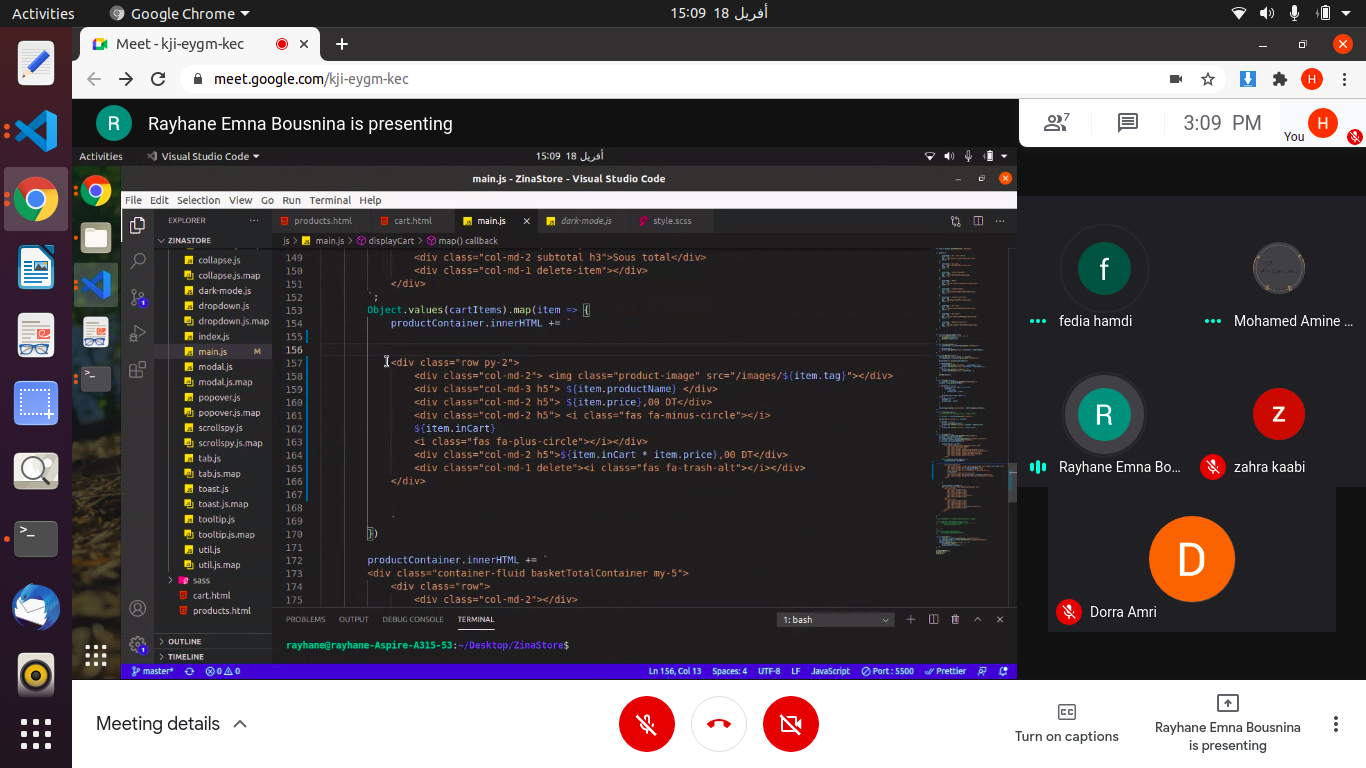 Activities
Google Chrome
15:09 18 أفريل
Meet - kji-eygm-kec
meet.google.com/kji-eygm-kec
H
R
Rayhane Emna Bousnina is presenting
7
3:09 PM
You
H
Activities
Visual Studio Code
15:09 18 أفريل
main.js - ZinaStore - Visual Studio Code
File Edit Selection View Go Run Terminal Help
EXPLORER
products.html
cart.html
main.js
dark-mode.js
style.scss
ZINASTORE
js > main.js > displayCart > map() callback
collapse.js
collapse.js.map
dark-mode.js
dropdown.js
dropdown.js.map
index.js
main.js M
modal.js
modal.js.map
popover.js
popover.js.map
scrollspy.js
scrollspy.js.map
tab.js
tab.js.map
toast.js
toast.js.map
tooltip.js
tooltip.js.map
util.js
util.js.map
sass
cart.html
products.html
OUTLINE
TIMELINE
149 <div class="col-md-2 subtotal h3">Sous total</div>
150 <div class="col-md-1 delete-item"></div>
151 </div>
152 `;
153 Object.values(cartItems).map(item => {
154 productContainer.innerHTML += `
155
156
157 <div class="row py-2">
158 <div class="col-md-2"> <img class="product-image" src="/images/${item.tag}"></div>
159 <div class="col-md-3 h5"> ${item.productName} </div>
160 <div class="col-md-2 h5"> ${item.price},00 DT</div>
161 <div class="col-md-2 h5"> <i class="fas fa-minus-circle"></i>
162 ${item.inCart}
163 <i class="fas fa-plus-circle"></i></div>
164 <div class="col-md-2 h5">${item.inCart * item.price},00 DT</div>
165 <div class="col-md-1 delete"><i class="fas fa-trash-alt"></i></div>
166 </div>
167
168
169 `
170 })
171
172 productContainer.innerHTML += `
173 <div class="container-fluid basketTotalContainer my-5">
174 <div class="row">
175 <div class="col-md-2"></div>
PROBLEMS OUTPUT DEBUG CONSOLE TERMINAL
1: bash
rayhane@rayhane-Aspire-A315-53:~/Desktop/ZinaStore$
master* 0 0
Ln 156, Col 13 Spaces: 4 UTF-8 LF JavaScript Port : 5500 Prettier
f
fedia hamdi
Mohamed Amine ...
R
Rayhane Emna Bo...
z
zahra kaabi
D
Dorra Amri
Meeting details
CC
Turn on captions
Rayhane Emna Bousnina
is presenting